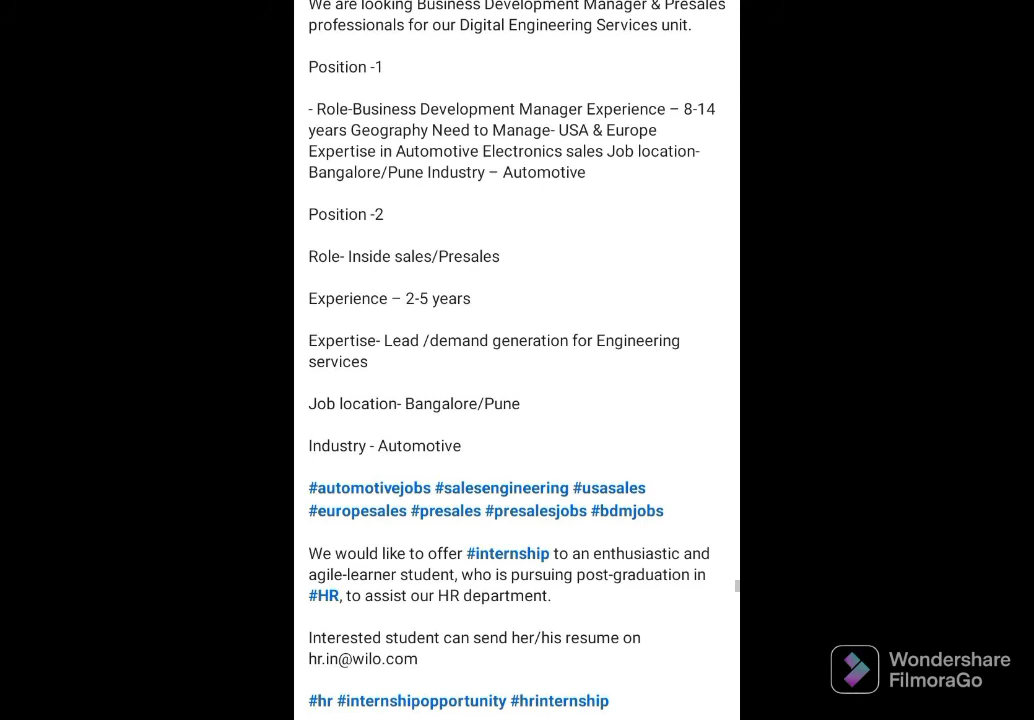 We are looking Business Development Manager & Presales
professionals for our Digital Engineering Services unit.
Position -1
- Role-Business Development Manager Experience – 8-14
years Geography Need to Manage- USA & Europe
Expertise in Automotive Electronics sales Job location-
Bangalore/Pune Industry – Automotive
Position -2
Role- Inside sales/Presales
Experience – 2-5 years
Expertise- Lead /demand generation for Engineering
services
Job location- Bangalore/Pune
Industry - Automotive
#automotivejobs #salesengineering #usasales
#europesales #presales #presalesjobs #bdmjobs
We would like to offer #internship to an enthusiastic and
agile-learner student, who is pursuing post-graduation in
#HR, to assist our HR department.
Interested student can send her/his resume on
hr.in@wilo.com
#hr #internshipopportunity #hrinternship
Wondershare
FilmoraGo